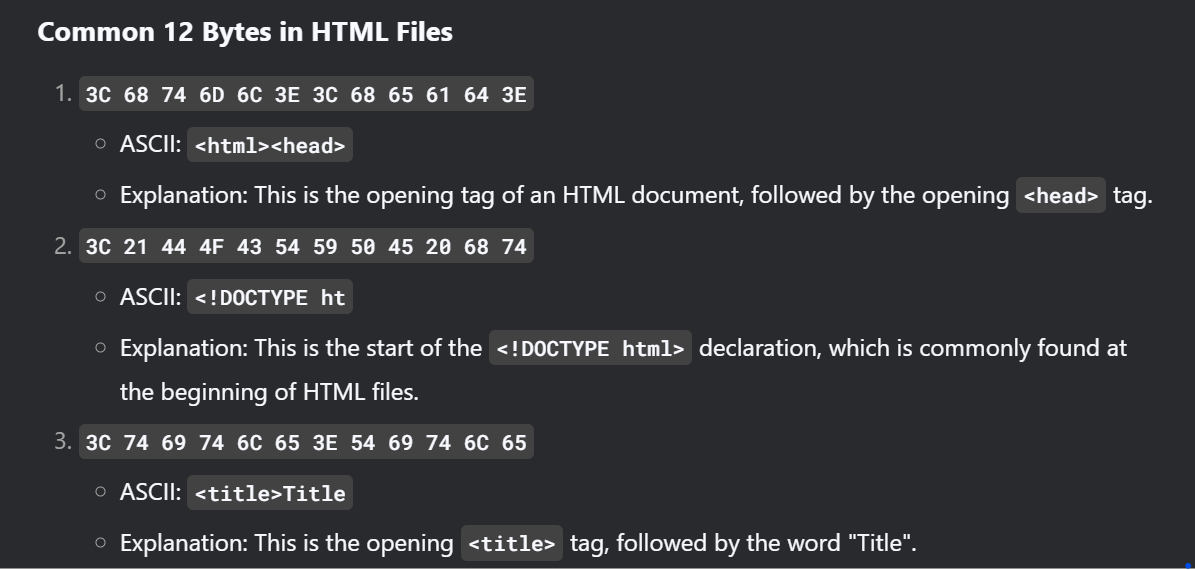 Common 12 Bytes in HTML Files
1. 3C 68 74 6D 6C 3E 3C 68 65 61 64 3E
○ ASCII: <html><head>
○ Explanation: This is the opening tag of an HTML document, followed by the opening <head> tag.
2. 3C 21 44 4F 43 54 59 50 45 20 68 74
○ ASCII: <!DOCTYPE ht
○ Explanation: This is the start of the <!DOCTYPE html> declaration, which is commonly found at
the beginning of HTML files.
3. 3C 74 69 74 6C 65 3E 54 69 74 6C 65
○ ASCII: <title>Title
○ Explanation: This is the opening <title> tag, followed by the word "Title".